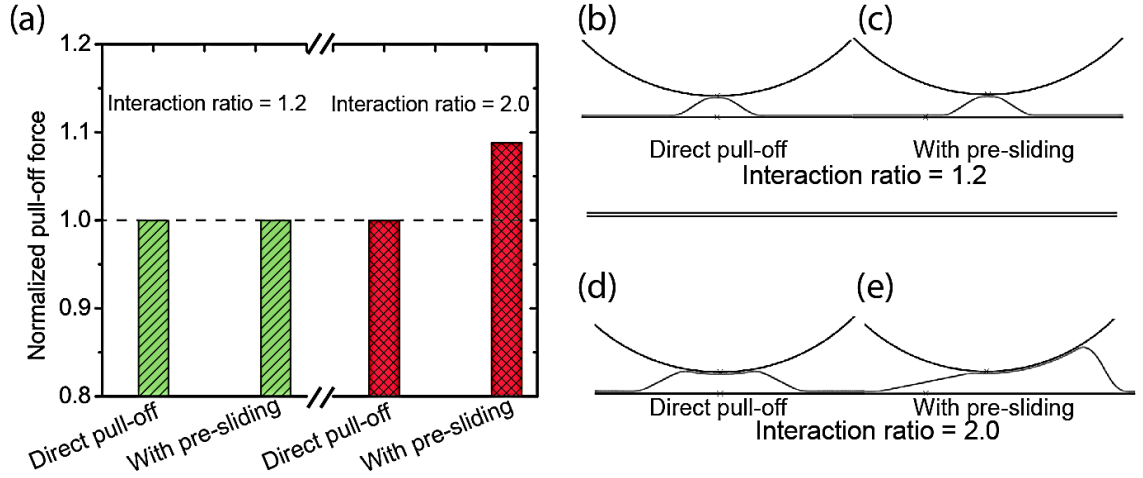 (a)
Normalized pull-off force
1.2
1.1
1.0
0.9
0.8
Interaction ratio = 1.2
Interaction ratio = 2.0
Direct pull-off
With pre-sliding
Direct pull-off
With pre-sliding
(b)
(c)
Direct pull-off
With pre-sliding
Interaction ratio = 1.2
(d)
(e)
Direct pull-off
With pre-sliding
Interaction ratio = 2.0